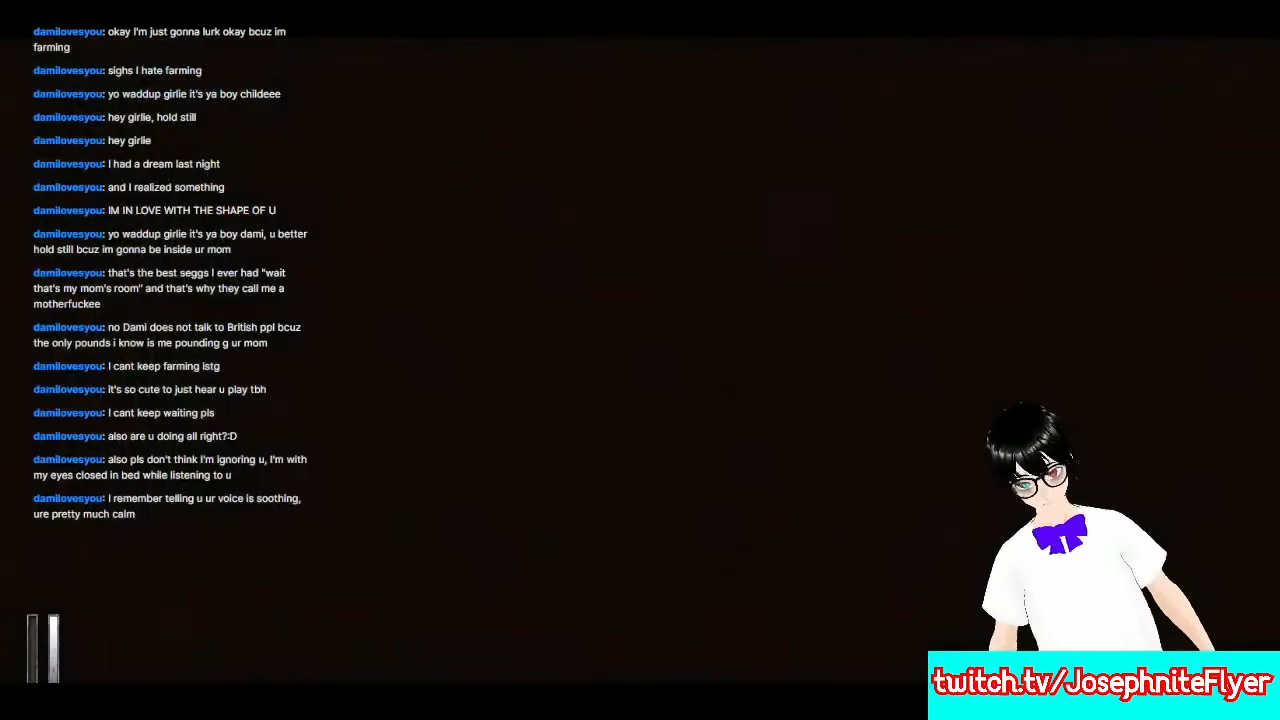 damilovesyou: okay I'm just gonna lurk okay bcuz im
farming
damilovesyou: sighs I hate farming
damilovesyou: yo waddup girlie it's ya boy childeee
damilovesyou: hey girlie, hold still
damilovesyou: hey girlie
damilovesyou: I had a dream last night
damilovesyou: and I realized something
damilovesyou: IM IN LOVE WITH THE SHAPE OF U
damilovesyou: yo waddup girlie it's ya boy dami, u better
hold still bcuz im gonna be inside ur mom
damilovesyou: that's the best seggs I ever had "wait
that's my mom's room" and that's why they call me a
motherfuckee
damilovesyou: no Dami does not talk to British ppl bcuz
the only pounds i know is me pounding g ur mom
damilovesyou: I cant keep farming istg
damilovesyou: it's so cute to just hear u play tbh
damilovesyou: I cant keep waiting pls
damilovesyou: also are u doing all right?:D
damilovesyou: also pls don't think I'm ignoring u, I'm with
my eyes closed in bed while listening to u
damilovesyou: I remember telling u ur voice is soothing,
ure pretty much calm
twitch.tv/JosephniteFlyer